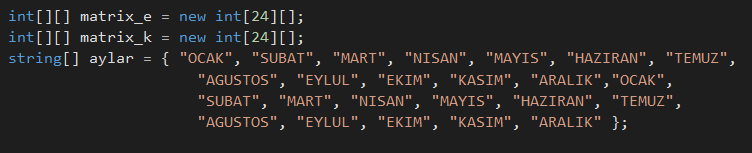 int[][] matrix_e = new int[24][];
int[][] matrix_k = new int[24][];
string[] aylar = { "OCAK", "SUBAT", "MART", "NISAN", "MAYIS", "HAZIRAN", "TEMUZ",
"AGUSTOS", "EYLUL", "EKIM", "KASIM", "ARALIK","OCAK",
"SUBAT", "MART", "NISAN", "MAYIS", "HAZIRAN", "TEMUZ",
"AGUSTOS", "EYLUL", "EKIM", "KASIM", "ARALIK" };